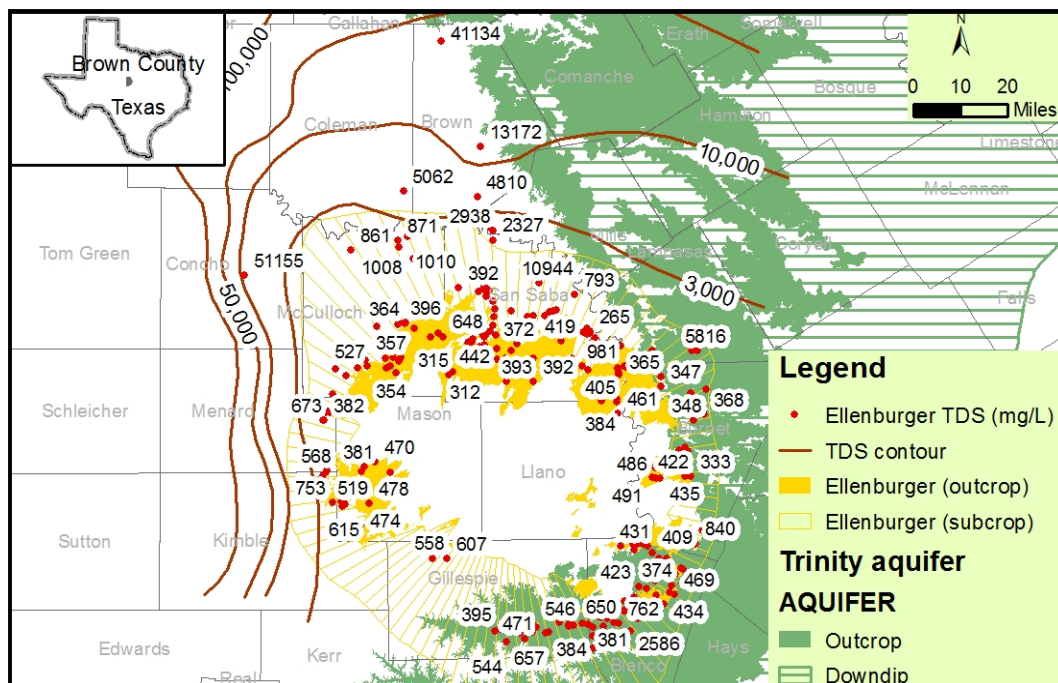 Callahan
Somervell
Erath
N
41134
100,000
Brown County
Texas
Comanche
Bosque
0 10 20
Miles
Coleman
Brown
13172
Hamilton
Limestone
10,000
5062
4810
McLennan
2938
2327
861
871
Mills
Lampasas
Coryell
Tom Green
Concho
51155
1008
1010
10944
392
San Saba
793
3,000
Falls
50,000
McCulloch
364
396
648
372
419
265
357
5816
527
315
442
981
365
347
354
393
392
405
461
368
312
348
Schleicher
Menard
673
382
Mason
384
Burnet
568
381
470
Llano
486
422
333
753
519
478
491
435
615
474
431
409
840
Sutton
Kimble
558
607
423
374
469
Gillespie
395
471
546
650
762
434
381
2586
544
657
384
Blanco
Hays
Edwards
Kerr
Real
Legend
Ellenburger TDS (mg/L)
TDS contour
Ellenburger (outcrop)
Ellenburger (subcrop)
Trinity aquifer
AQUIFER
Outcrop
Downdip